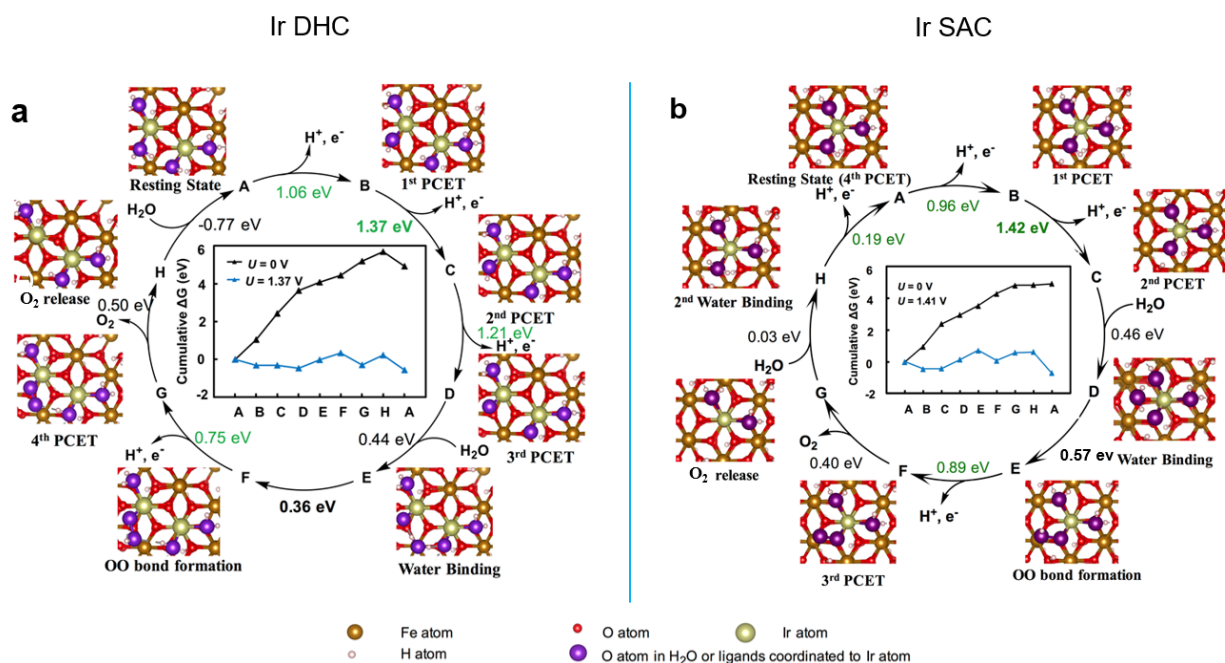 Ir DHC
Ir SAC
a
Resting State
A
H⁺, e⁻
1.06 eV
B
1ˢᵗ PCET
H⁺, e⁻
1.37 eV
C
2ⁿᵈ PCET
1.21 eV
H⁺, e⁻
3ʳᵈ PCET
D
H₂O
0.44 eV
Water Binding
E
0.36 eV
F
OO bond formation
H⁺, e⁻
0.75 eV
G
4ᵗʰ PCET
O₂
0.50 eV
O₂ release
H
H₂O
-0.77 eV
Cumulative ΔG (eV)
6
4
2
0
-2
U = 0 V
U = 1.37 V
A B C D E F G H A
b
Resting State (4ᵗʰ PCET)
A
H⁺, e⁻
0.96 eV
B
1ˢᵗ PCET
H⁺, e⁻
1.42 eV
C
2ⁿᵈ PCET
H₂O
0.46 eV
D
Water Binding
0.57 ev
E
OO bond formation
0.89 eV
H⁺, e⁻
F
3ʳᵈ PCET
O₂
0.40 eV
G
O₂ release
H₂O
0.03 eV
H
2ⁿᵈ Water Binding
H⁺, e⁻
0.19 eV
Cumulative ΔG (eV)
6
4
2
0
-2
U = 0 V
U = 1.41 V
A B C D E F G H A
Fe atom
O atom
Ir atom
H atom
O atom in H₂O or ligands coordinated to Ir atom